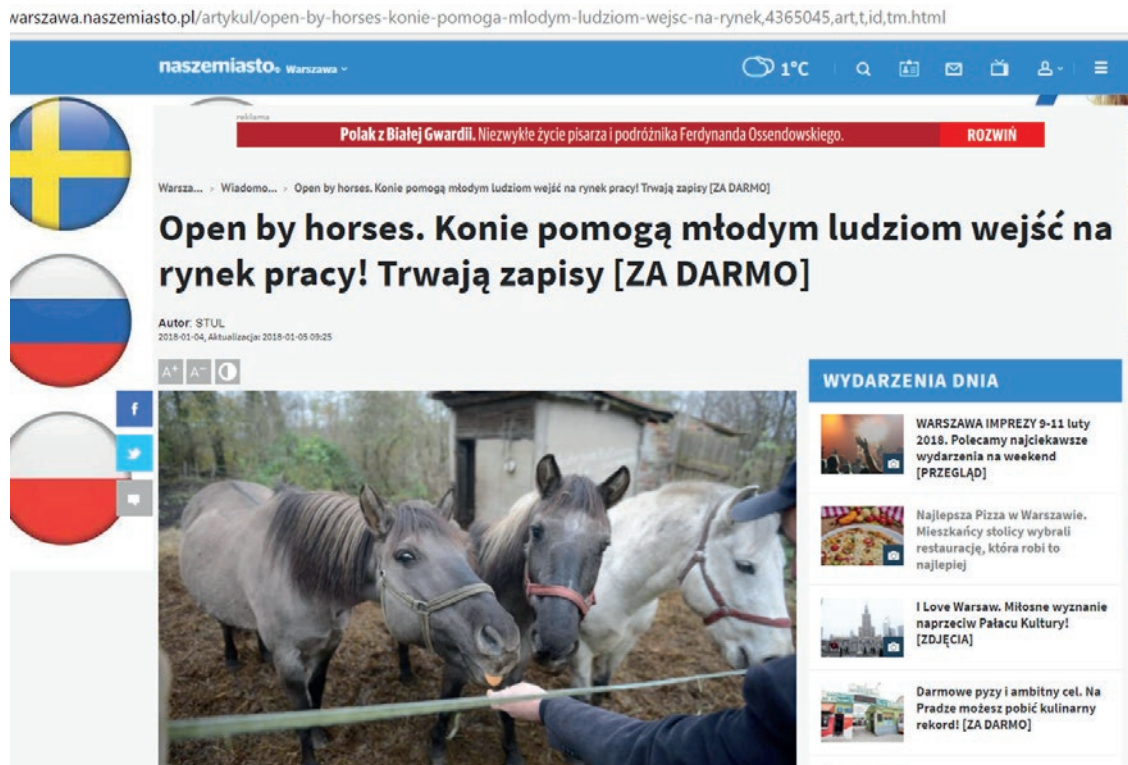 warszawa.naszemiasto.pl/artykul/open-by-horses-konie-pomoga-mlodym-ludziom-wejsc-na-rynek,4365045,art,t,id,tm.html
naszemiasto. Warszawa
1°C
reklama
Polak z Białej Gwardii. Niezwykłe życie pisarza i podróżnika Ferdynanda Ossendowskiego. ROZWIŃ
Warsza... > Wiadomo... > Open by horses. Konie pomogą młodym ludziom wejść na rynek pracy! Trwają zapisy [ZA DARMO]
Open by horses. Konie pomogą młodym ludziom wejść na
rynek pracy! Trwają zapisy [ZA DARMO]
Autor: STUL
2018-01-04, Aktualizacja: 2018-01-05 09:25
A+ A-
f
WYDARZENIA DNIA
WARSZAWA IMPREZY 9-11 luty
2018. Polecamy najciekawsze
wydarzenia na weekend
[PRZEGLĄD]
Najlepsza Pizza w Warszawie.
Mieszkańcy stolicy wybrali
restaurację, która robi to
najlepiej
I Love Warsaw. Miłosne wyznanie
naprzeciw Pałacu Kultury!
[ZDJĘCIA]
Darmowe pyzy i ambitny cel. Na
Pradze możesz pobić kulinarny
rekord! [ZA DARMO]